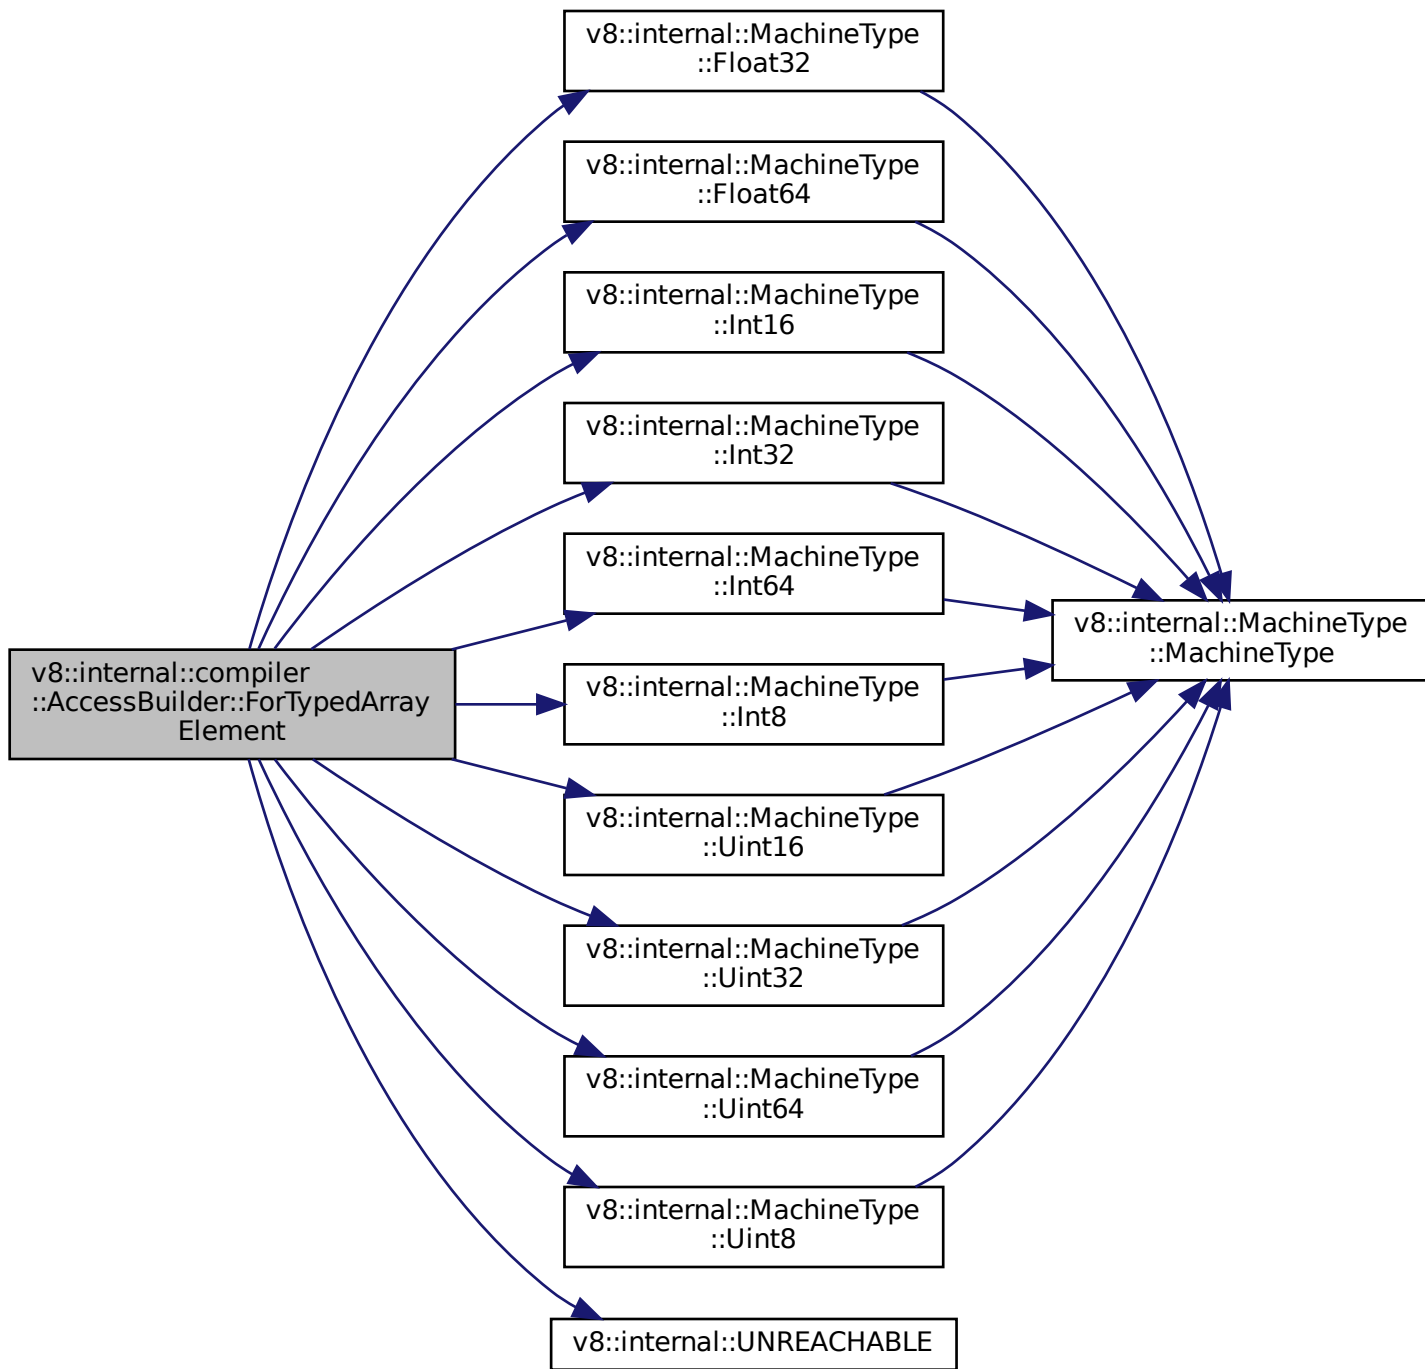 v8::internal::MachineType
::Float32
v8::internal::MachineType
::Float64
v8::internal::MachineType
::Int16
v8::internal::MachineType
::Int32
v8::internal::MachineType
::Int64
v8::internal::compiler
::AccessBuilder::ForTypedArray
Element
v8::internal::MachineType
::MachineType
v8::internal::MachineType
::Int8
v8::internal::MachineType
::Uint16
v8::internal::MachineType
::Uint32
v8::internal::MachineType
::Uint64
v8::internal::MachineType
::Uint8
v8::internal::UNREACHABLE